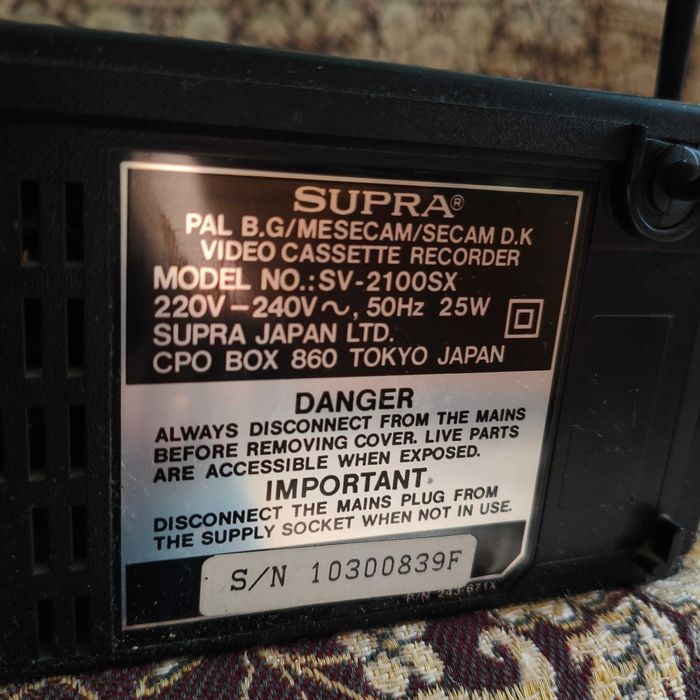 SUPRA®
PAL B.G/MESECAM/SECAM D.K
VIDEO CASSETTE RECORDER
MODEL NO.:SV-2100SX
220V-240V~, 50Hz 25W
SUPRA JAPAN LTD.
CPO BOX 860 TOKYO JAPAN
DANGER
ALWAYS DISCONNECT FROM THE MAINS
BEFORE REMOVING COVER. LIVE PARTS
ARE ACCESSIBLE WHEN EXPOSED.
IMPORTANT.
DISCONNECT THE MAINS PLUG FROM
THE SUPPLY SOCKET WHEN NOT IN USE.
S/N 10300839F
P/N 243-671X